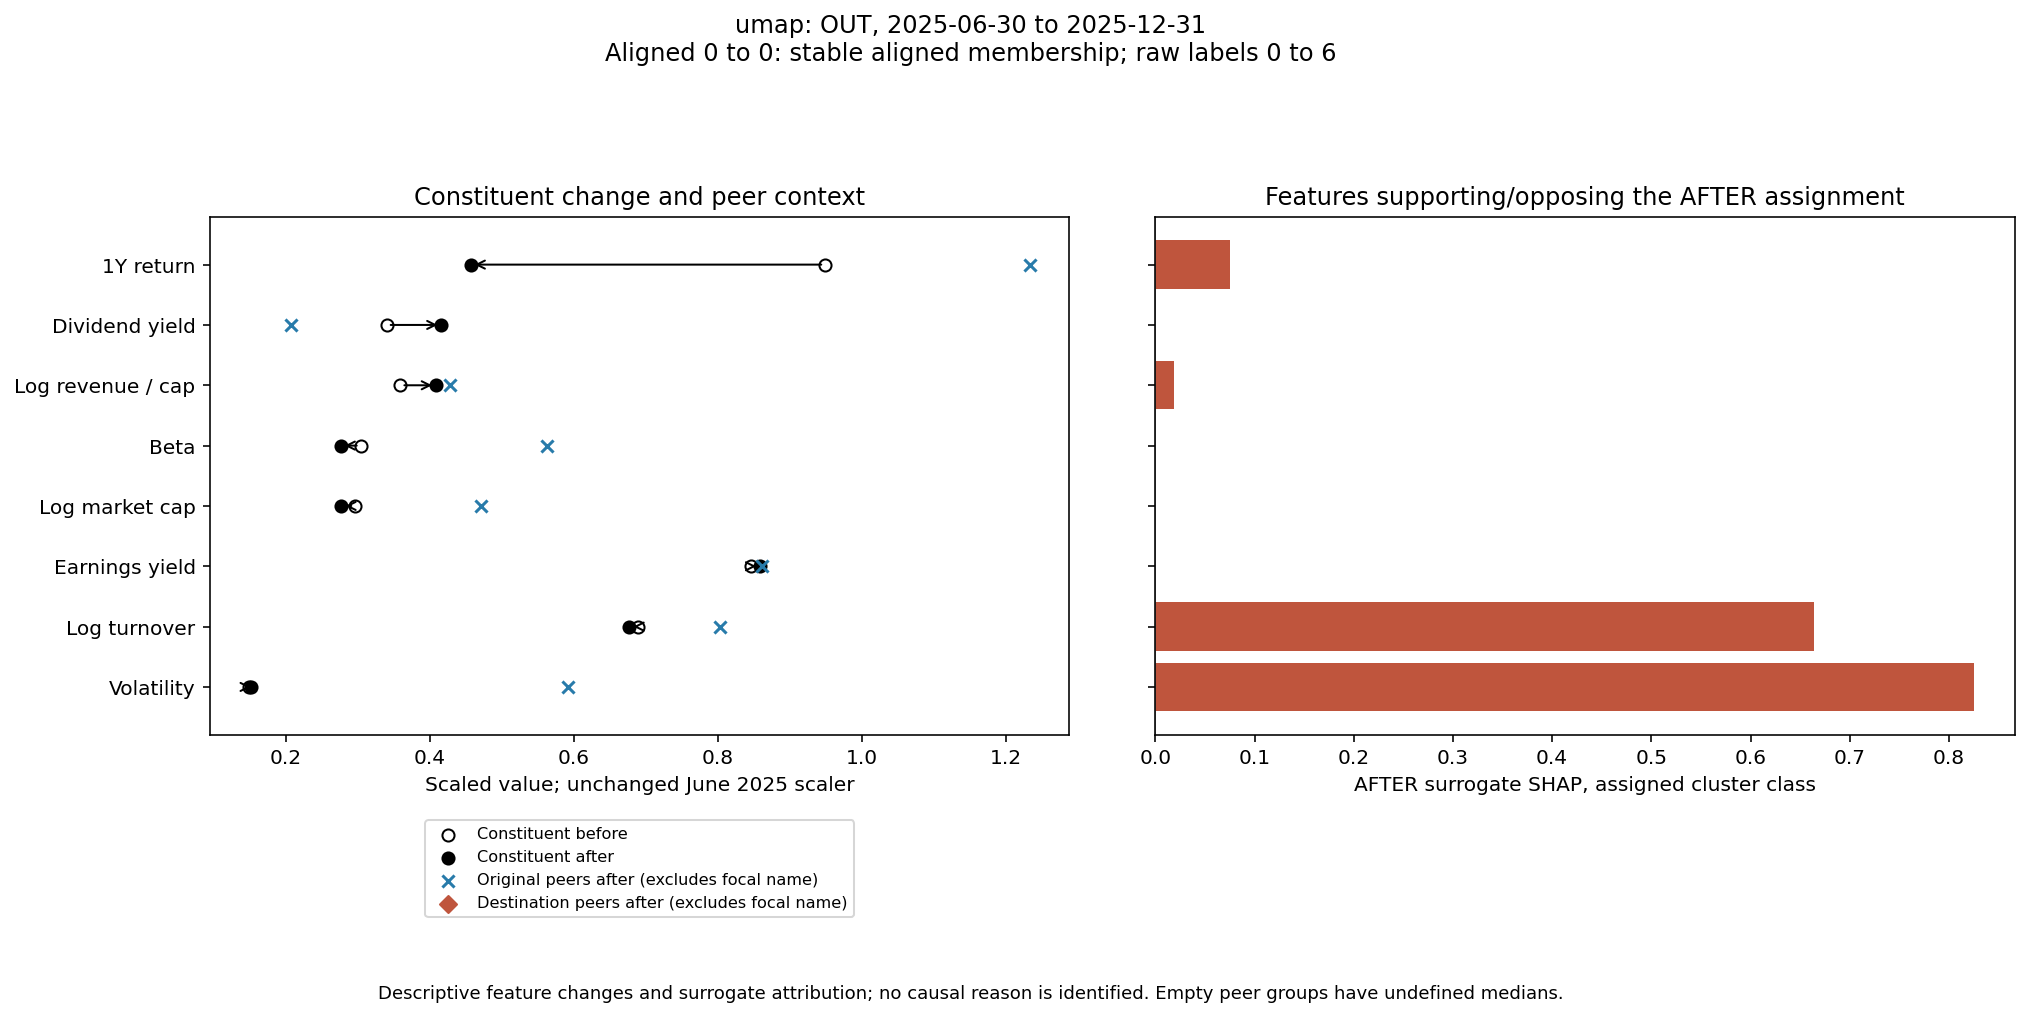 umap: OUT, 2025-06-30 to 2025-12-31
Aligned 0 to 0: stable aligned membership; raw labels 0 to 6
Constituent change and peer context
1Y return
Dividend yield
Log revenue / cap
Beta
Log market cap
Earnings yield
Log turnover
Volatility
0.2 0.4 0.6 0.8 1.0 1.2
Scaled value; unchanged June 2025 scaler
Constituent before
Constituent after
Original peers after (excludes focal name)
Destination peers after (excludes focal name)
Features supporting/opposing the AFTER assignment
0.0 0.1 0.2 0.3 0.4 0.5 0.6 0.7 0.8
AFTER surrogate SHAP, assigned cluster class
Descriptive feature changes and surrogate attribution; no causal reason is identified. Empty peer groups have undefined medians.